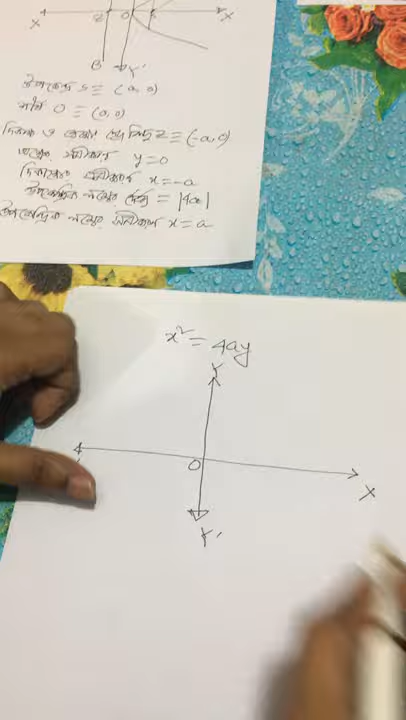 X Z O S X
B Y'
উপকেন্দ্র S ≡ (a, 0)
শীর্ষ O ≡ (0, 0)
নিয়ামক ও অক্ষের ছেদ বিন্দু Z ≡ (-a, 0)
অক্ষের সমীকরণ y = 0
নিয়ামকের সমীকরণ x = -a
উপকেন্দ্রিক লম্বের দৈর্ঘ্য = |4a|
উপকেন্দ্রিক লম্বের সমীকরণ x = a
x² = 4ay
Y
O
X
Y'